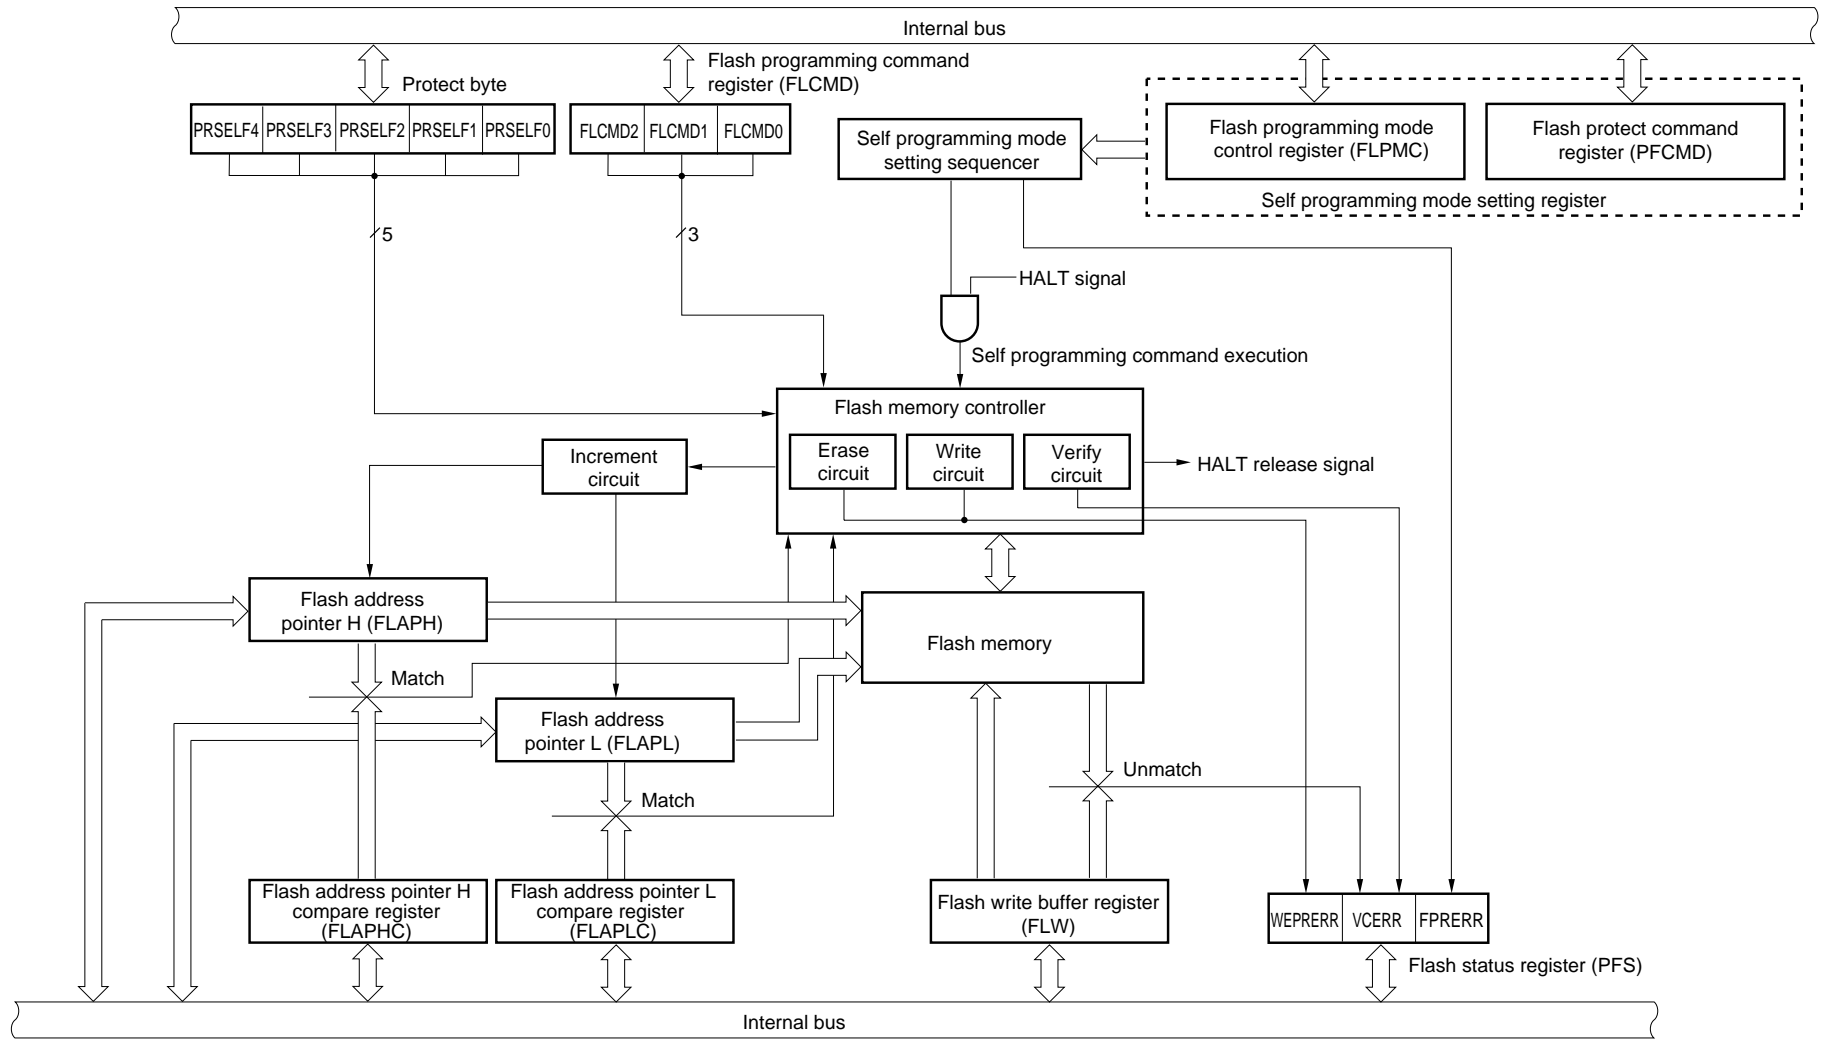 Internal bus
Protect byte
Flash programming command
register (FLCMD)
PRSELF4 PRSELF3 PRSELF2 PRSELF1 PRSELF0
FLCMD2 FLCMD1 FLCMD0
Self programming mode
setting sequencer
Flash programming mode
control register (FLPMC)
Flash protect command
register (PFCMD)
Self programming mode setting register
5
3
HALT signal
Self programming command execution
Flash memory controller
Erase
circuit
Write
circuit
Verify
circuit
HALT release signal
Increment
circuit
Flash address
pointer H (FLAPH)
Flash memory
Match
Flash address
pointer L (FLAPL)
Match
Unmatch
Flash address pointer H
compare register
(FLAPHC)
Flash address pointer L
compare register
(FLAPLC)
Flash write buffer register
(FLW)
WEPRERR VCERR FPRERR
Flash status register (PFS)
Internal bus